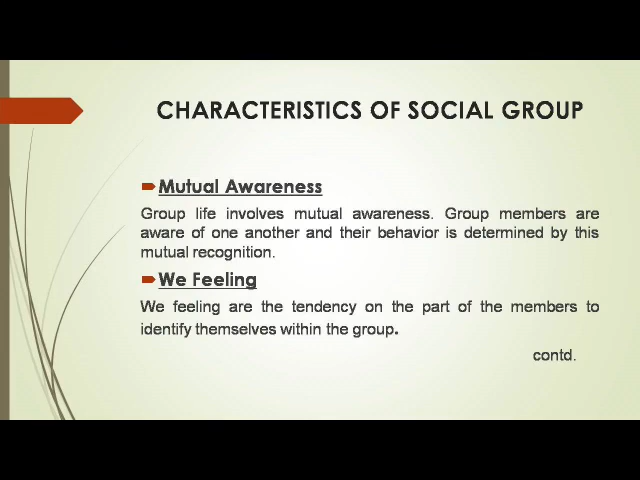 CHARACTERISTICS OF SOCIAL GROUP
Mutual Awareness
Group life involves mutual awareness. Group members are
aware of one another and their behavior is determined by this
mutual recognition.
We Feeling
We feeling are the tendency on the part of the members to
identify themselves within the group.
contd.